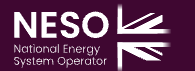 NESO
National Energy
System Operator